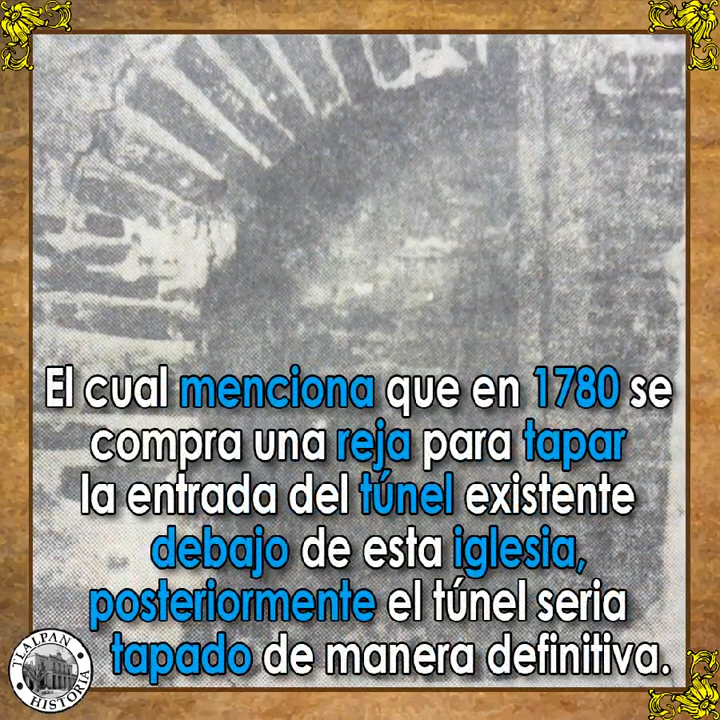 El cual menciona que en 1780 se
compra una reja para tapar
la entrada del túnel existente
debajo de esta iglesia,
posteriormente el túnel seria
tapado de manera definitiva.
TLALPAN
HISTORIA